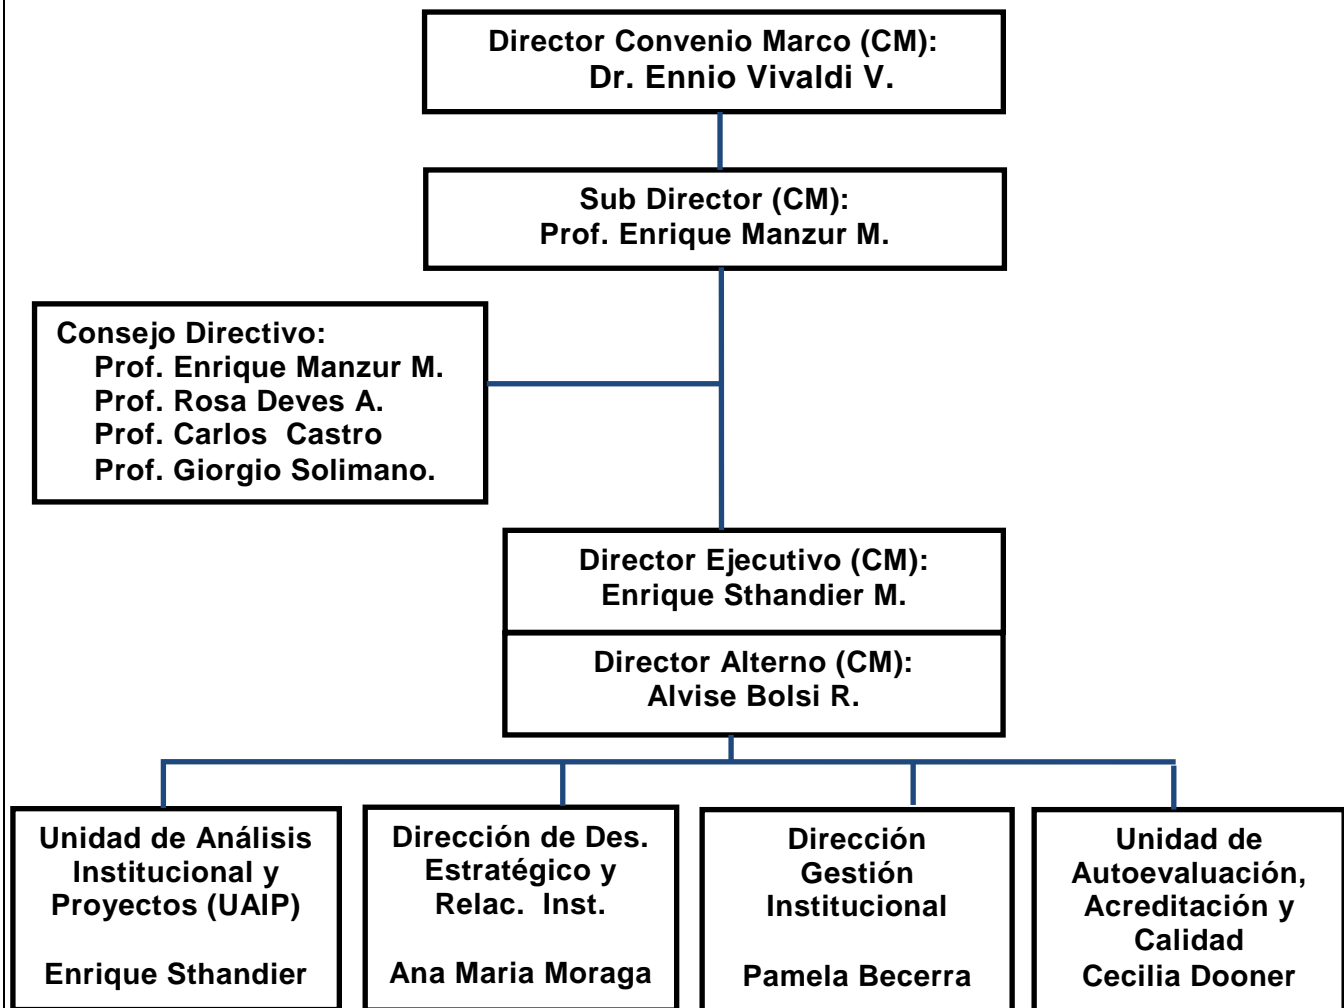 Director Convenio Marco (CM):
Dr. Ennio Vivaldi V.
Sub Director (CM):
Prof. Enrique Manzur M.
Consejo Directivo:
Prof. Enrique Manzur M.
Prof. Rosa Deves A.
Prof. Carlos  Castro
Prof. Giorgio Solimano.
Director Ejecutivo (CM):
Enrique Sthandier M.
Director Alterno (CM):
Alvise Bolsi R.
Unidad de Análisis
Institucional y
Proyectos (UAIP)
Enrique Sthandier
Dirección de Des.
Estratégico y
Relac.  Inst.
Ana Maria Moraga
Dirección
Gestión
Institucional
Pamela Becerra
Unidad de
Autoevaluación,
Acreditación y
Calidad
Cecilia Dooner